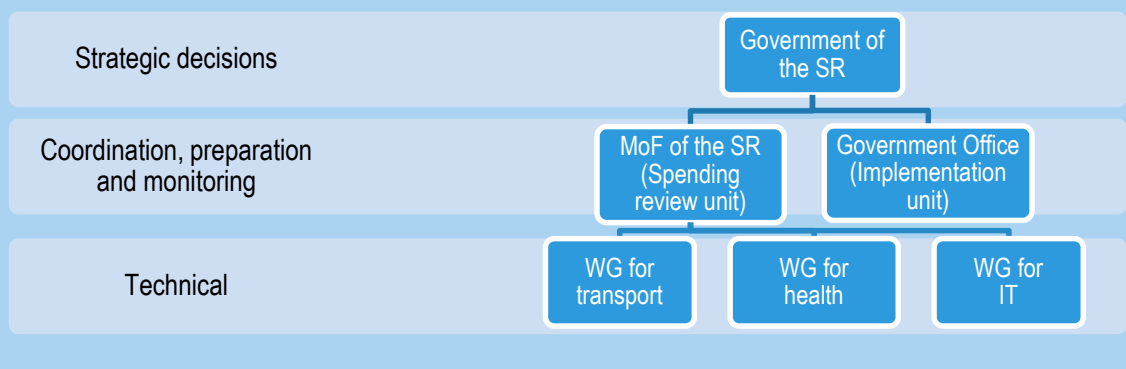 Strategic decisions
Government of
the SR
Coordination, preparation
and monitoring
MoF of the SR
(Spending
review unit)
Government Office
(Implementation
unit)
Technical
WG for
transport
WG for
health
WG for
IT